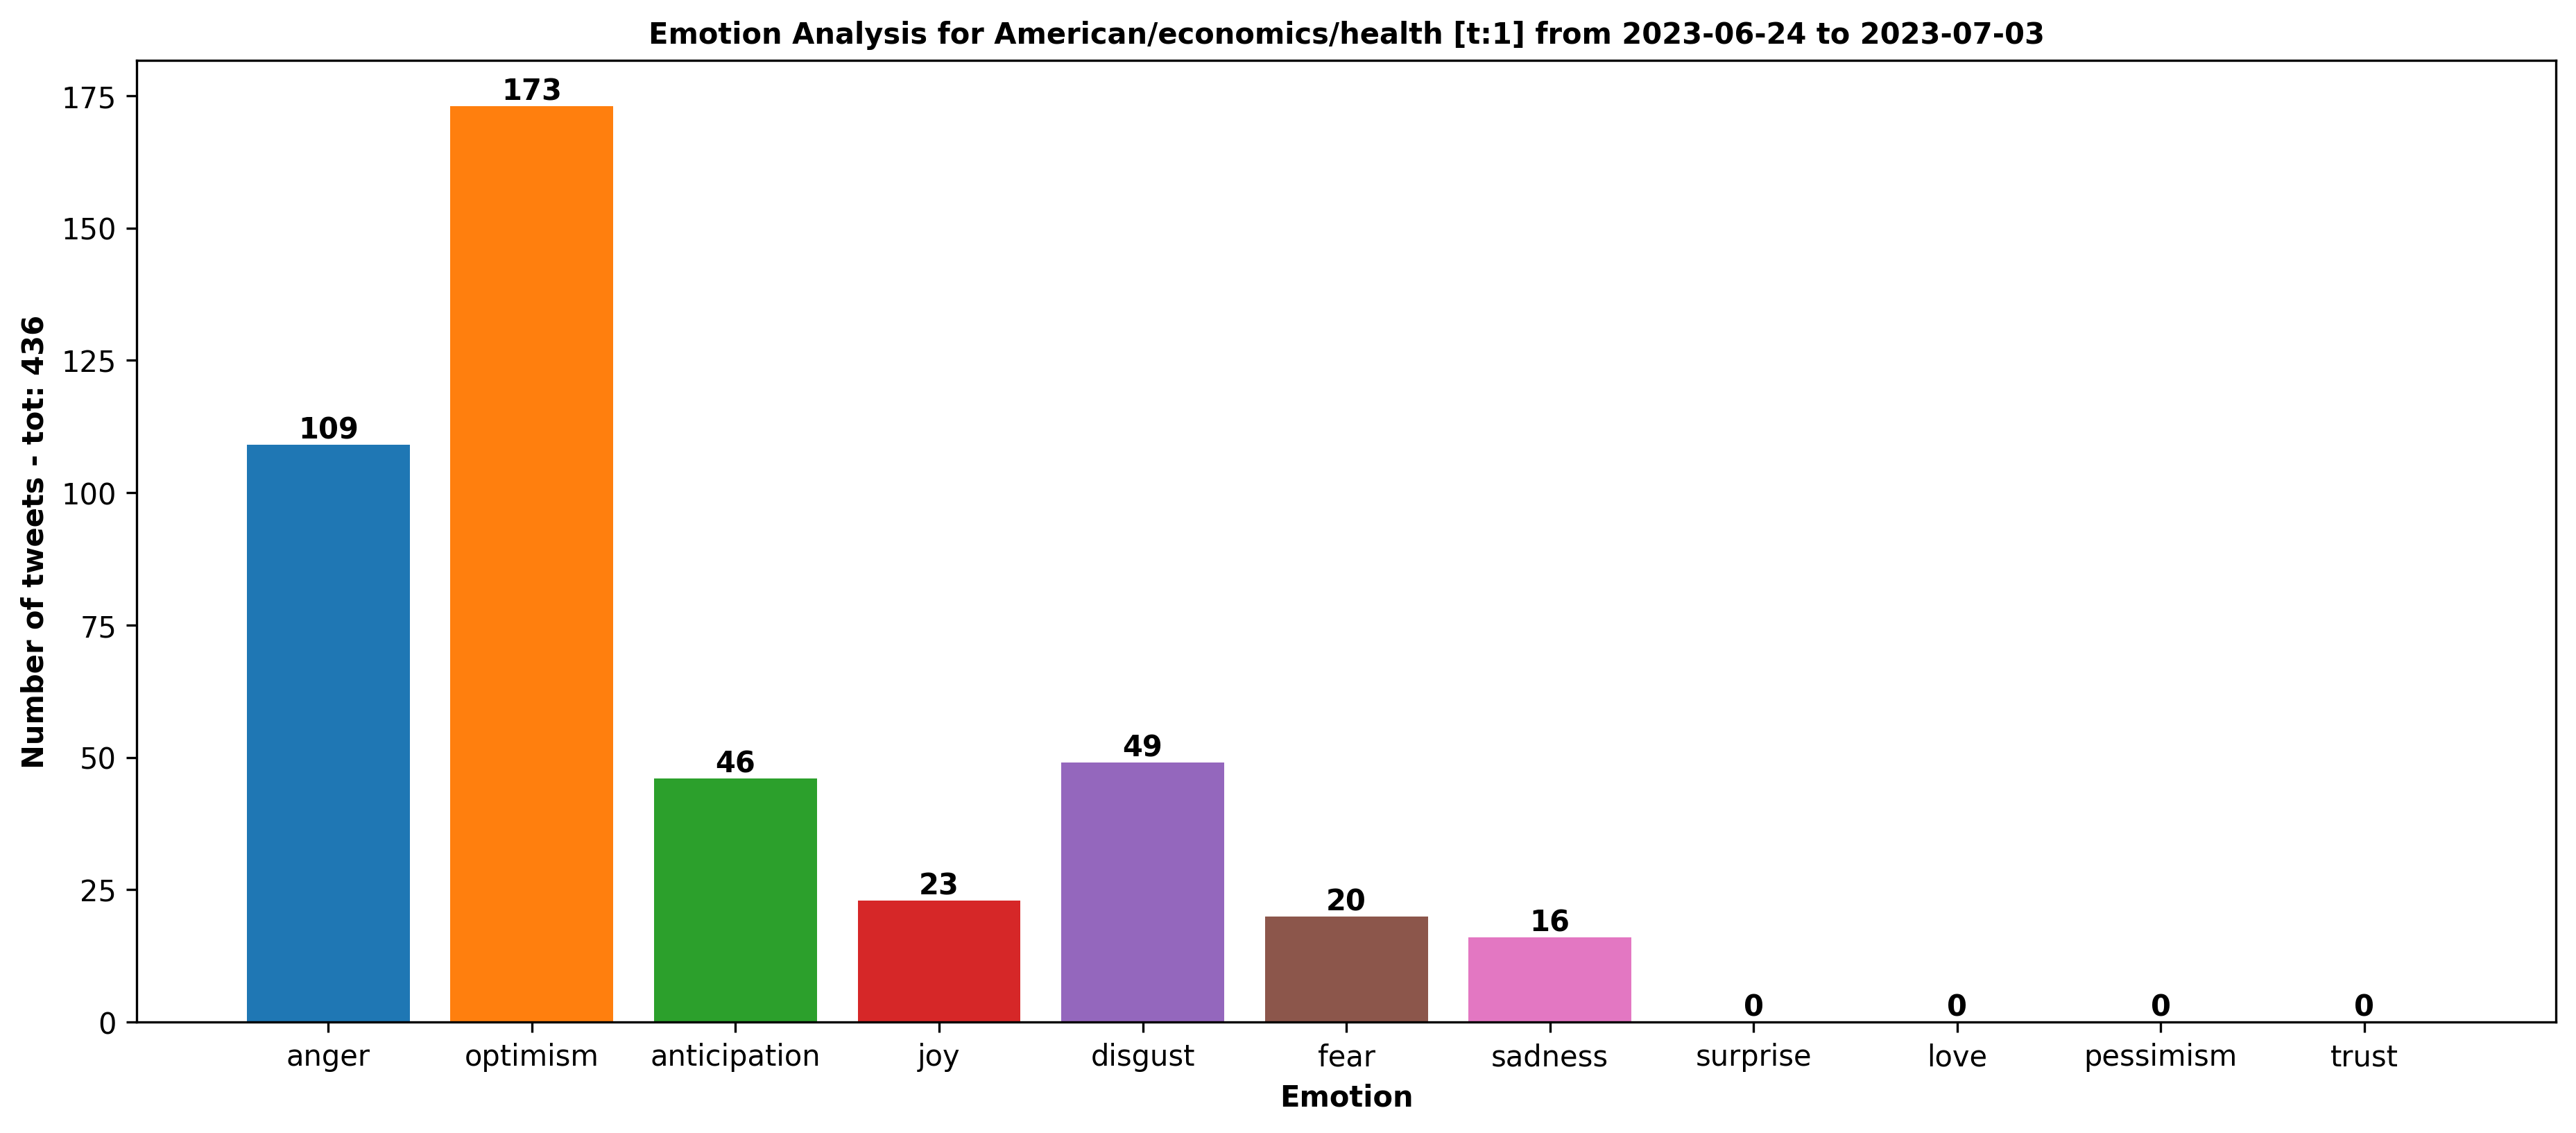 Emotion Analysis for American/economics/health [t:1] from 2023-06-24 to 2023-07-03
Number of tweets - tot: 436
175
150
125
100
75
50
25
0
109
173
46
23
49
20
16
0
0
0
0
anger
optimism
anticipation
joy
disgust
fear
sadness
surprise
love
pessimism
trust
Emotion